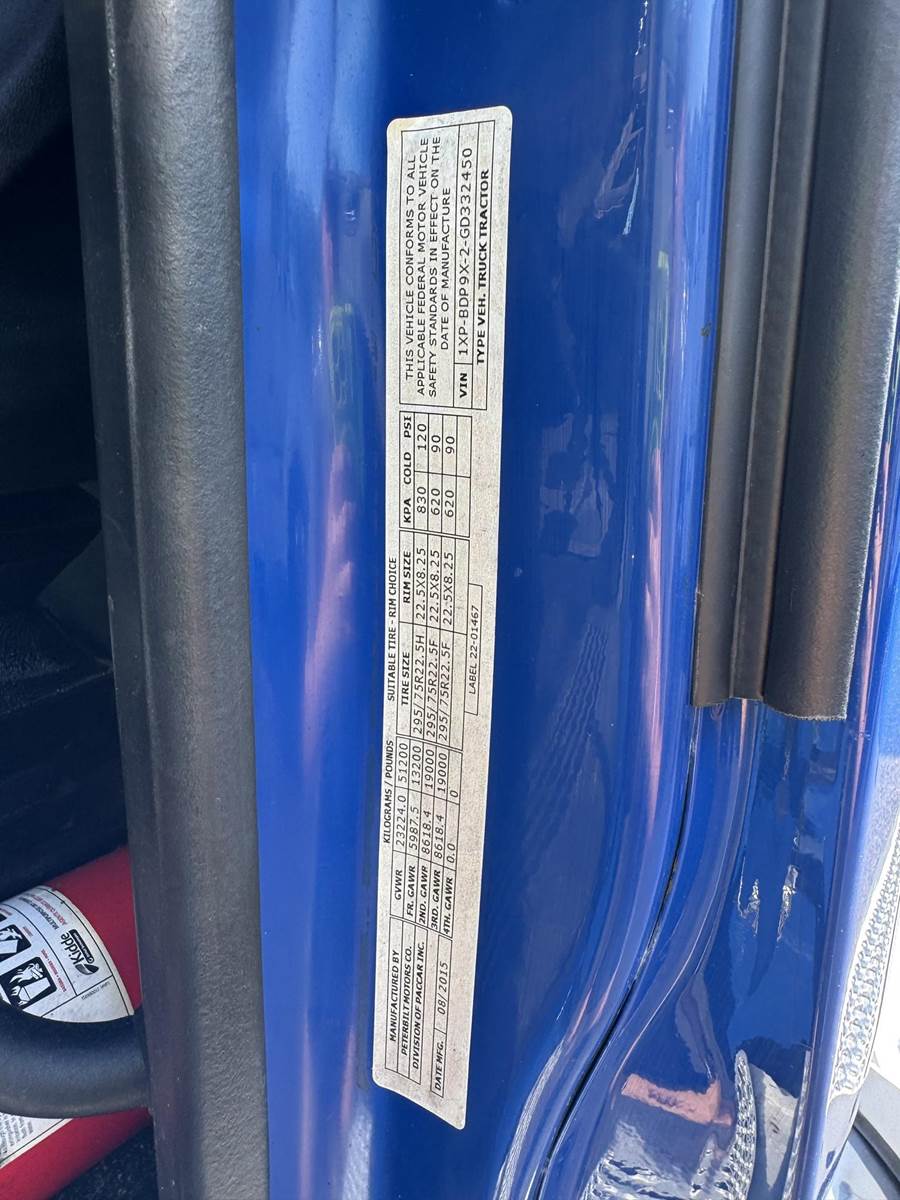 MANUFACTURED BY
PETERBILT MOTORS CO.
DIVISION OF PACCAR INC.
DATE MFG. 08/2015
KILOGRAMS / POUNDS
GVWR 23224.0 51200
FR. GAWR 5987.5 13200
2ND. GAWR 8618.4 19000
3RD. GAWR 8618.4 19000
4TH. GAWR 0.0 0
SUITABLE TIRE - RIM CHOICE
TIRE SIZE RIM SIZE KPA COLD PSI
295/75R22.5H 22.5X8.25 830 120
295/75R22.5F 22.5X8.25 620 90
295/75R22.5F 22.5X8.25 620 90
LABEL 22-01467
THIS VEHICLE CONFORMS TO ALL
APPLICABLE FEDERAL MOTOR VEHICLE
SAFETY STANDARDS IN EFFECT ON THE
DATE OF MANUFACTURE
VIN 1XP-BDP9X-2-GD332450
TYPE VEH. TRUCK TRACTOR
Kidde